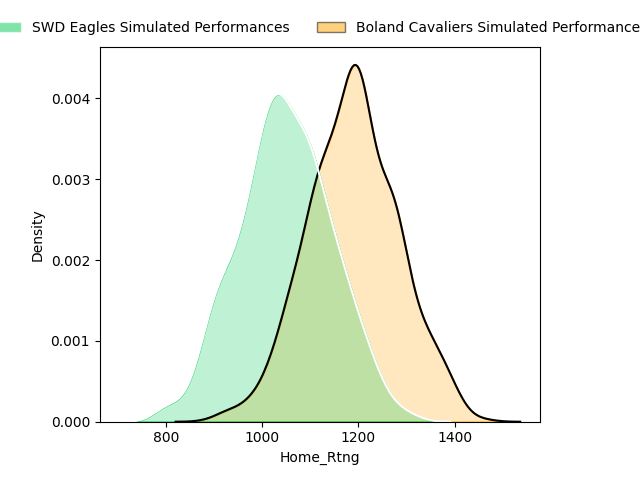 SWD Eagles Simulated Performances
Boland Cavaliers Simulated Performance
0.004
0.003
0.002
0.001
0.000
Density
800 1000 1200 1400
Home_Rtng